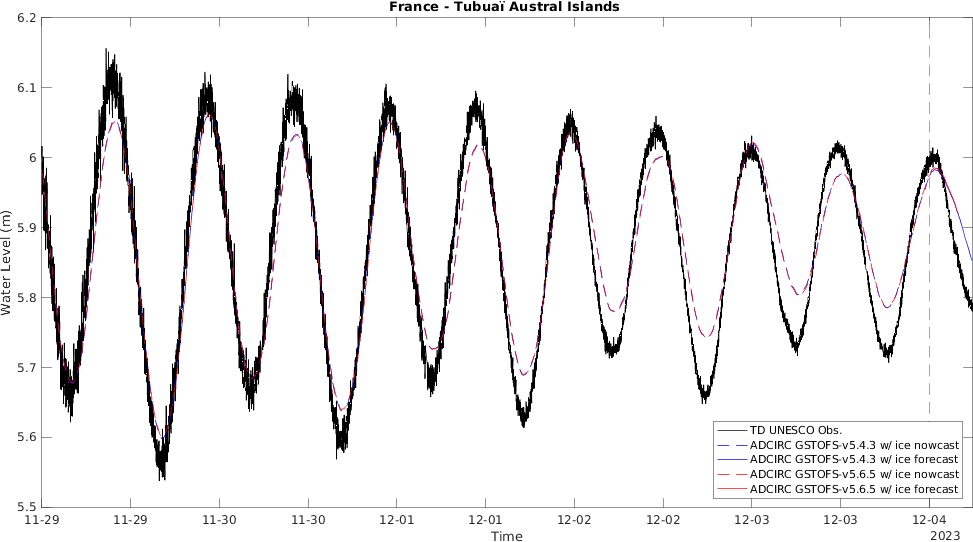 France - Tubuaï Austral Islands
6.2
6.1
6
5.9
5.8
5.7
5.6
5.5
Water Level (m)
TD UNESCO Obs.
ADCIRC GSTOFS-v5.4.3 w/ ice nowcast
ADCIRC GSTOFS-v5.4.3 w/ ice forecast
ADCIRC GSTOFS-v5.6.5 w/ ice nowcast
ADCIRC GSTOFS-v5.6.5 w/ ice forecast
11-29 11-29 11-30 11-30 12-01 12-01 12-02 12-02 12-03 12-03 12-04
Time
2023